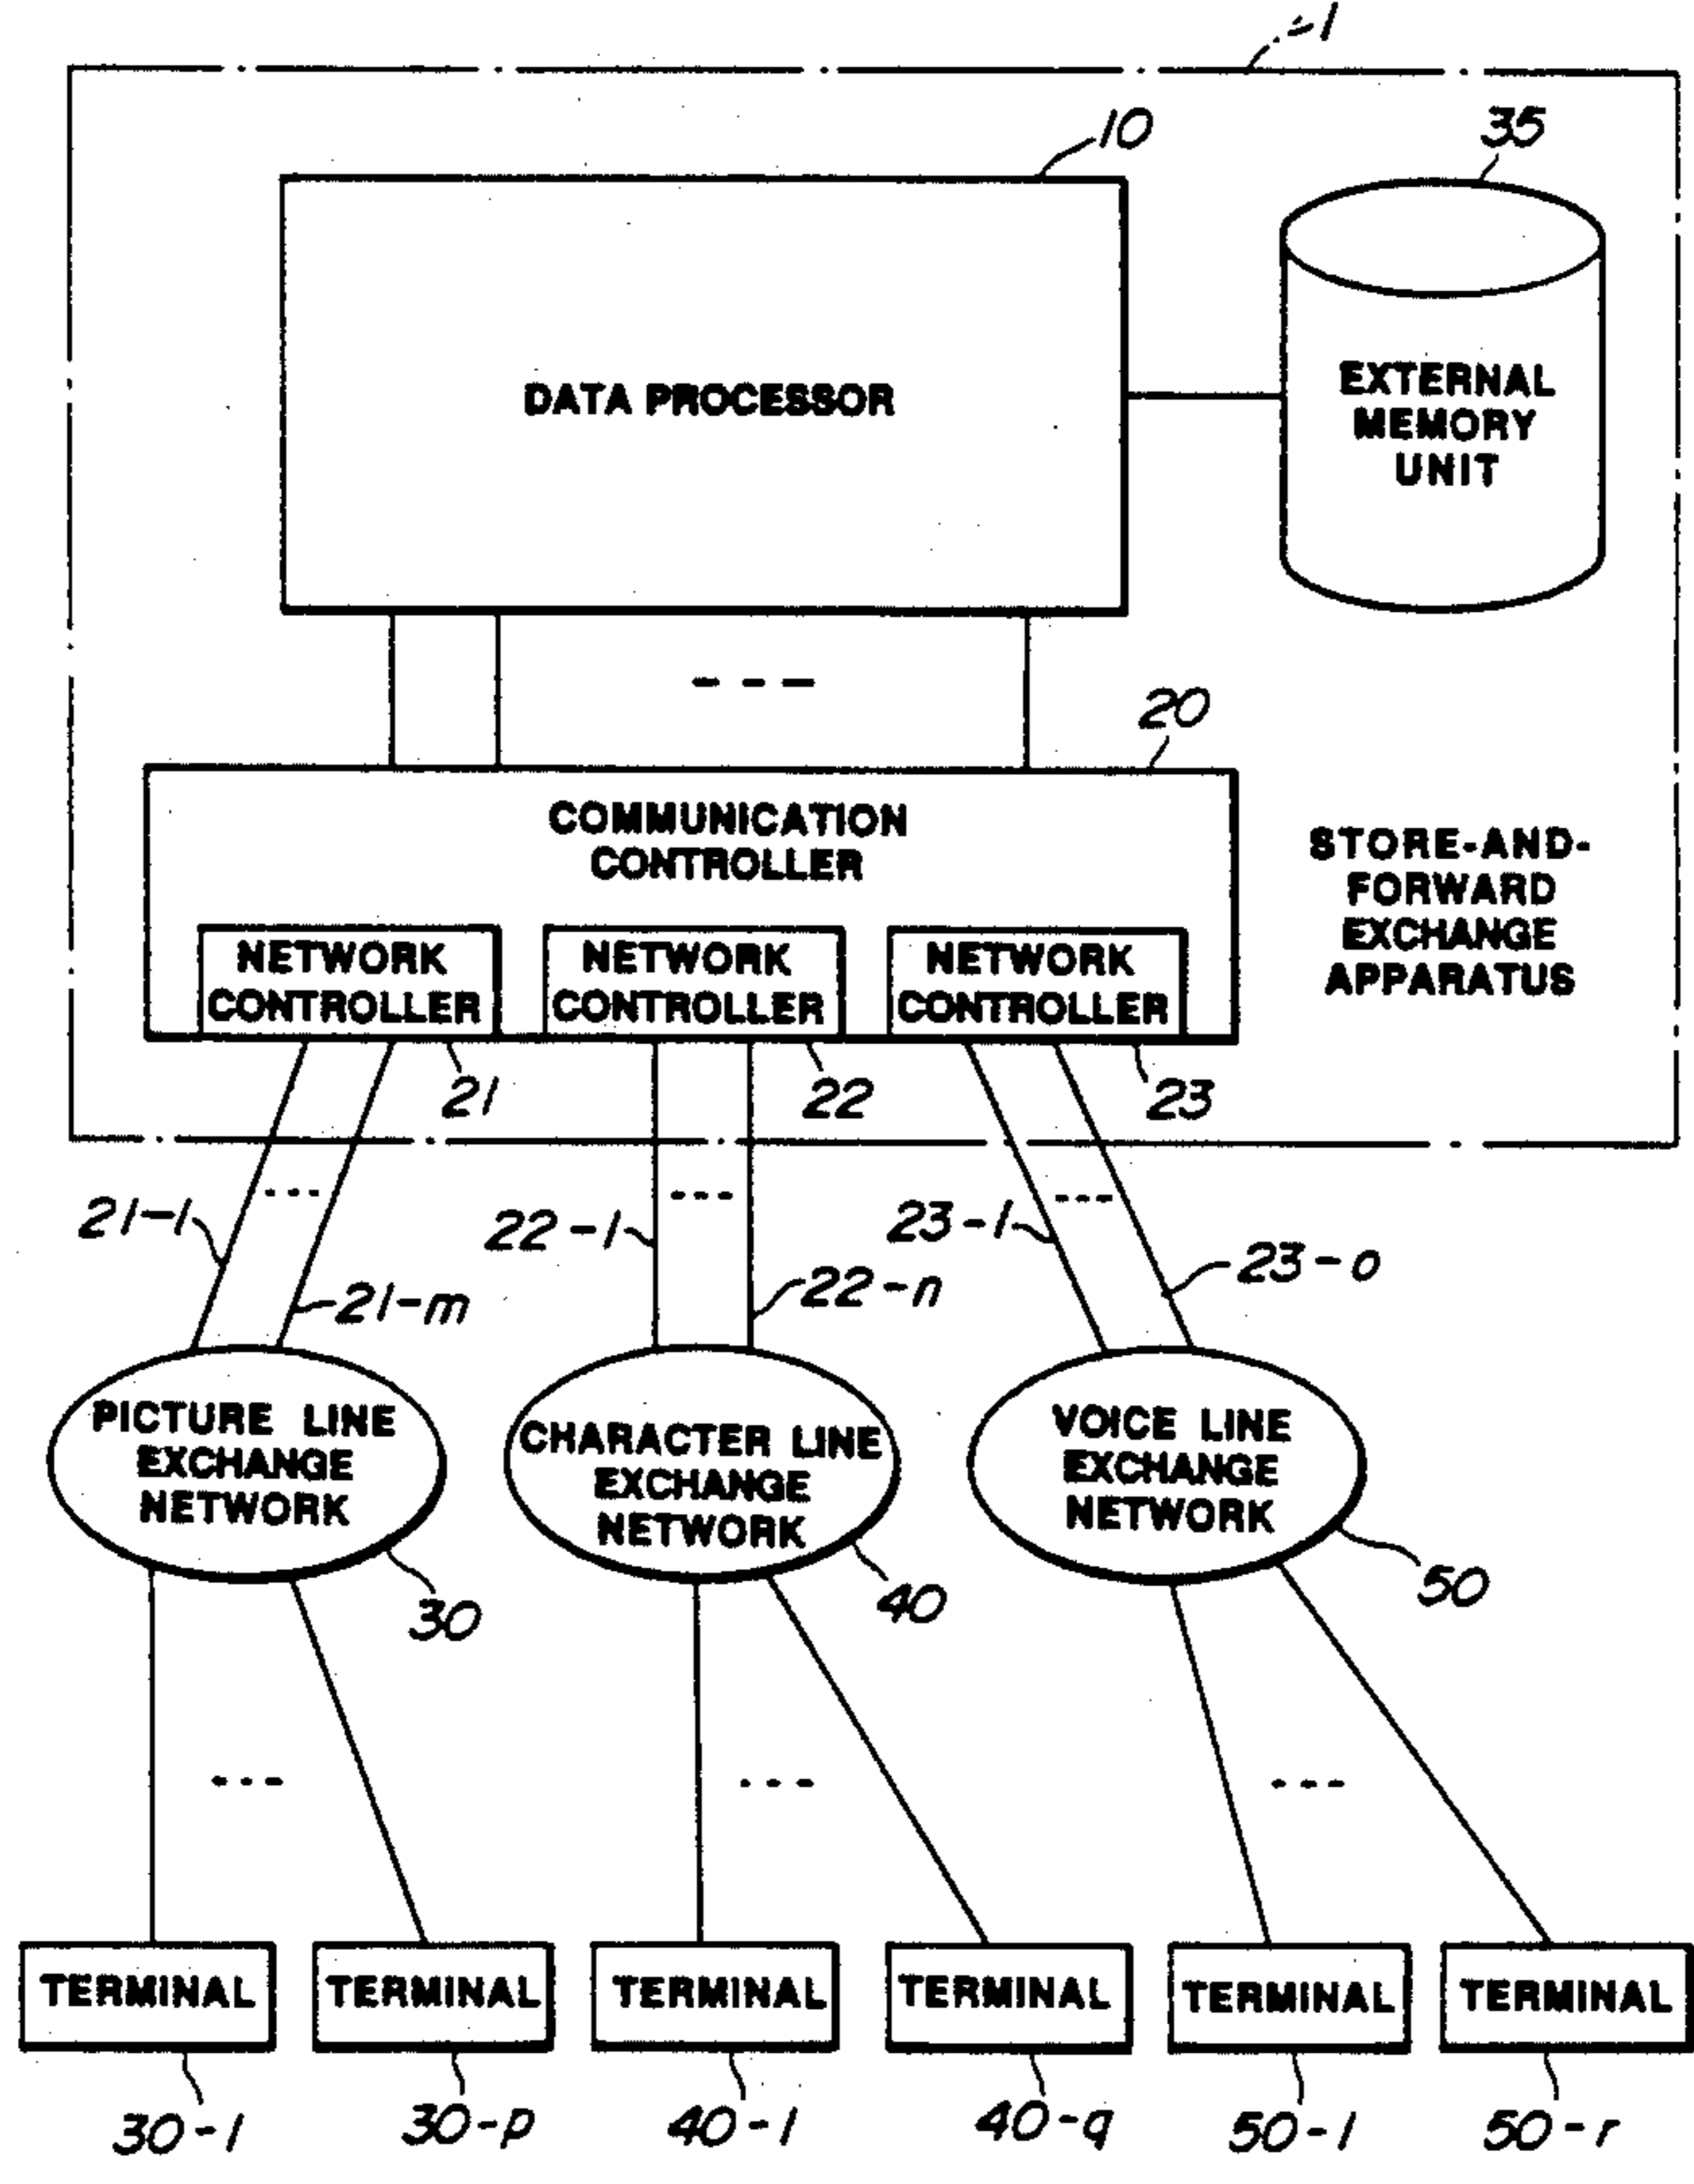 1
10
35
DATA PROCESSOR
EXTERNAL
MEMORY
UNIT
20
COMMUNICATION
CONTROLLER
STORE-AND-
FORWARD
EXCHANGE
APPARATUS
NETWORK
CONTROLLER
NETWORK
CONTROLLER
NETWORK
CONTROLLER
21
22
23
21-1
22-1
23-1
23-o
21-m
22-n
PICTURE LINE
EXCHANGE
NETWORK
CHARACTER LINE
EXCHANGE
NETWORK
VOICE LINE
EXCHANGE
NETWORK
30
40
50
TERMINAL
TERMINAL
TERMINAL
TERMINAL
TERMINAL
TERMINAL
30-1
30-p
40-1
40-q
50-1
50-r